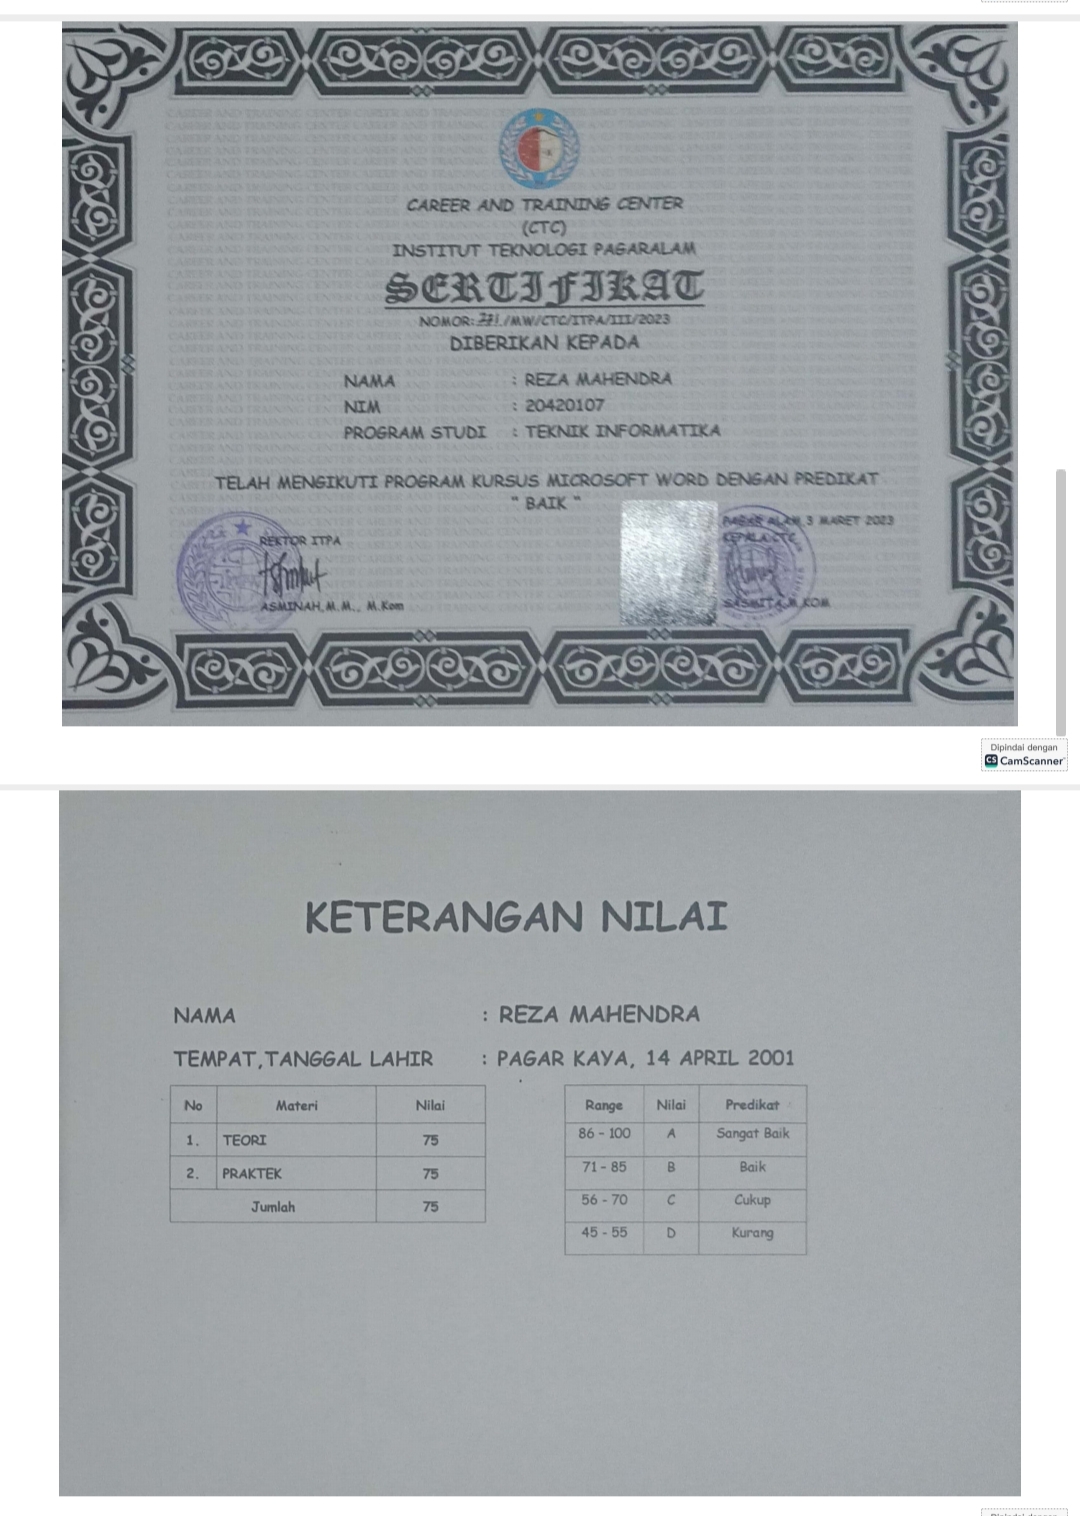 CAREER AND TRAINING CENTER
(CTC)
INSTITUT TEKNOLOGI PAGARALAM
SERTIFIKAT
NOMOR: 771./MW/CTC/ITPA/III/2023
DIBERIKAN KEPADA
NAMA : REZA MAHENDRA
NIM : 20420107
PROGRAM STUDI : TEKNIK INFORMATIKA
TELAH MENGIKUTI PROGRAM KURSUS MICROSOFT WORD DENGAN PREDIKAT
" BAIK "
PAGAR ALAM, 3 MARET 2023
REKTOR ITPA
KEPALA CTC
ASMINAH, M.M., M.Kom
SASMITA, M.KOM
Dipindai dengan
CS CamScanner
KETERANGAN NILAI
NAMA : REZA MAHENDRA
TEMPAT,TANGGAL LAHIR : PAGAR KAYA, 14 APRIL 2001
No Materi Nilai
1. TEORI 75
2. PRAKTEK 75
Jumlah 75
Range Nilai Predikat
86 - 100 A Sangat Baik
71 - 85 B Baik
56 - 70 C Cukup
45 - 55 D Kurang